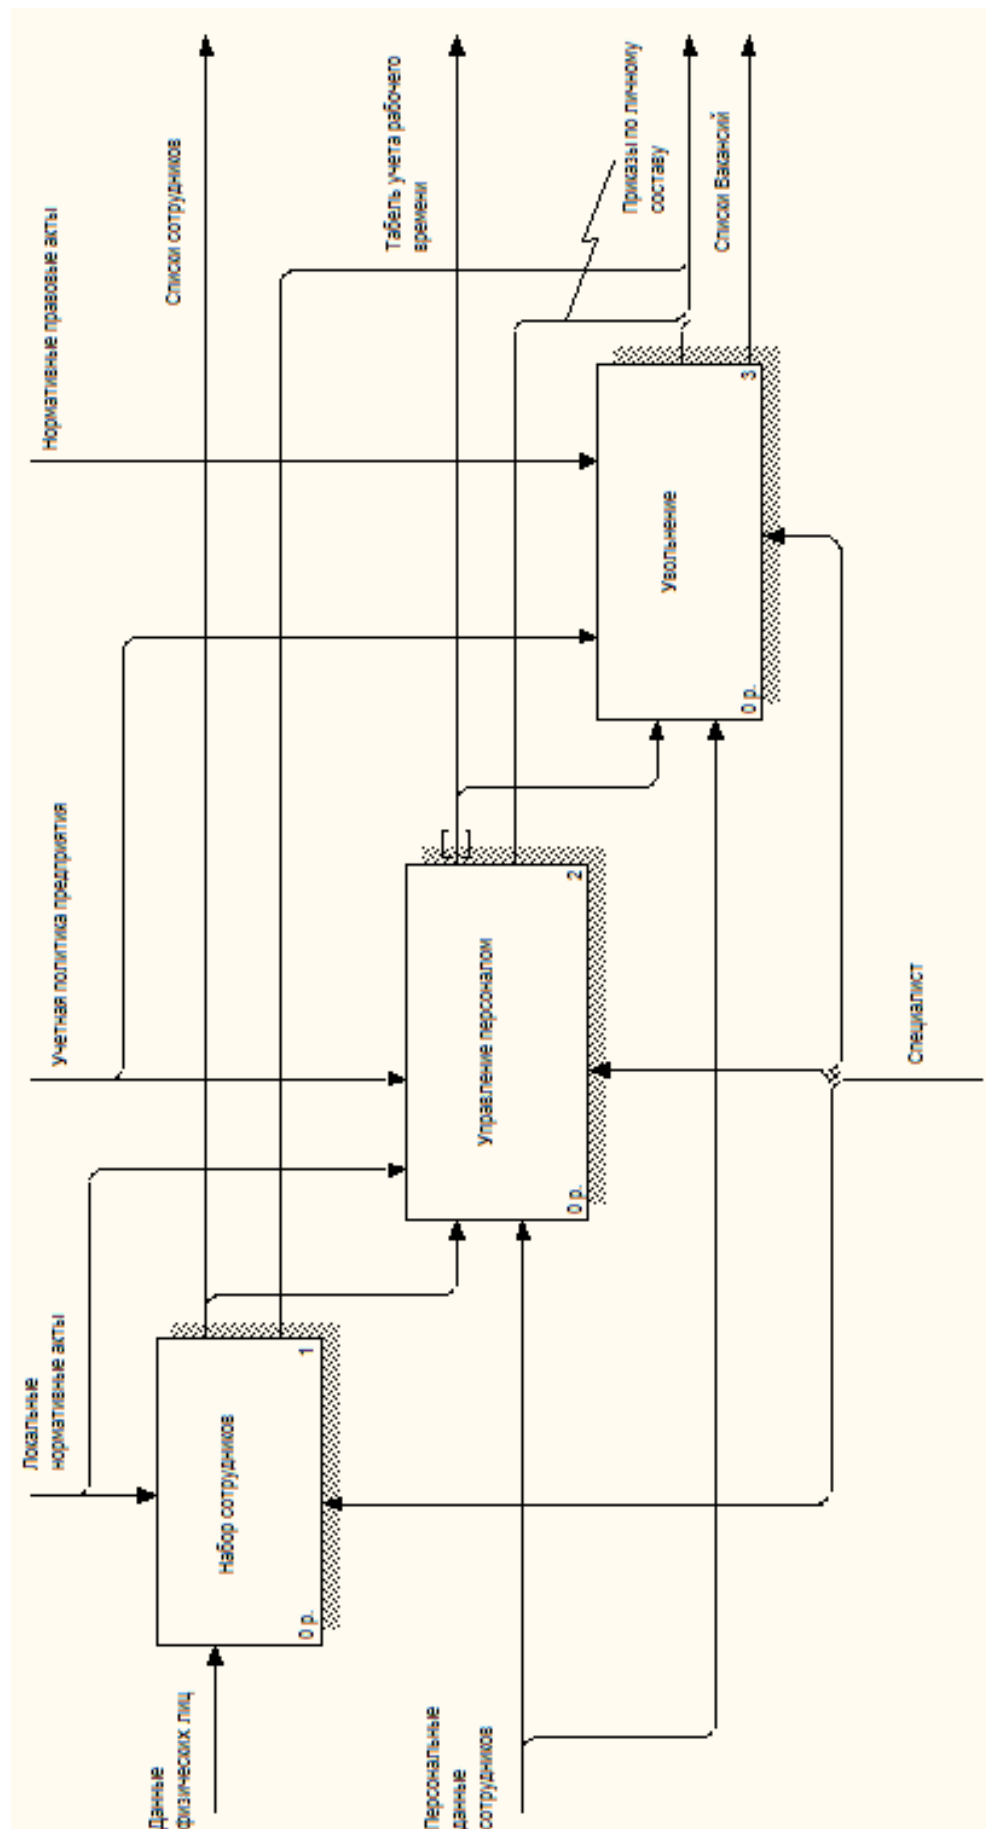 Локальные
нормативные акты
Учетная политика предприятия
Нормативные правовые акты
Данные
физических лиц
Набор сотрудников
0 р.
1
Списки сотрудников
Персональные
данные
сотрудников
Управление персоналом
0 р.
2
Табель учета рабочего
времени
Увольнение
0 р.
3
Приказы по личному
составу
Списки Вакансий
Специалист